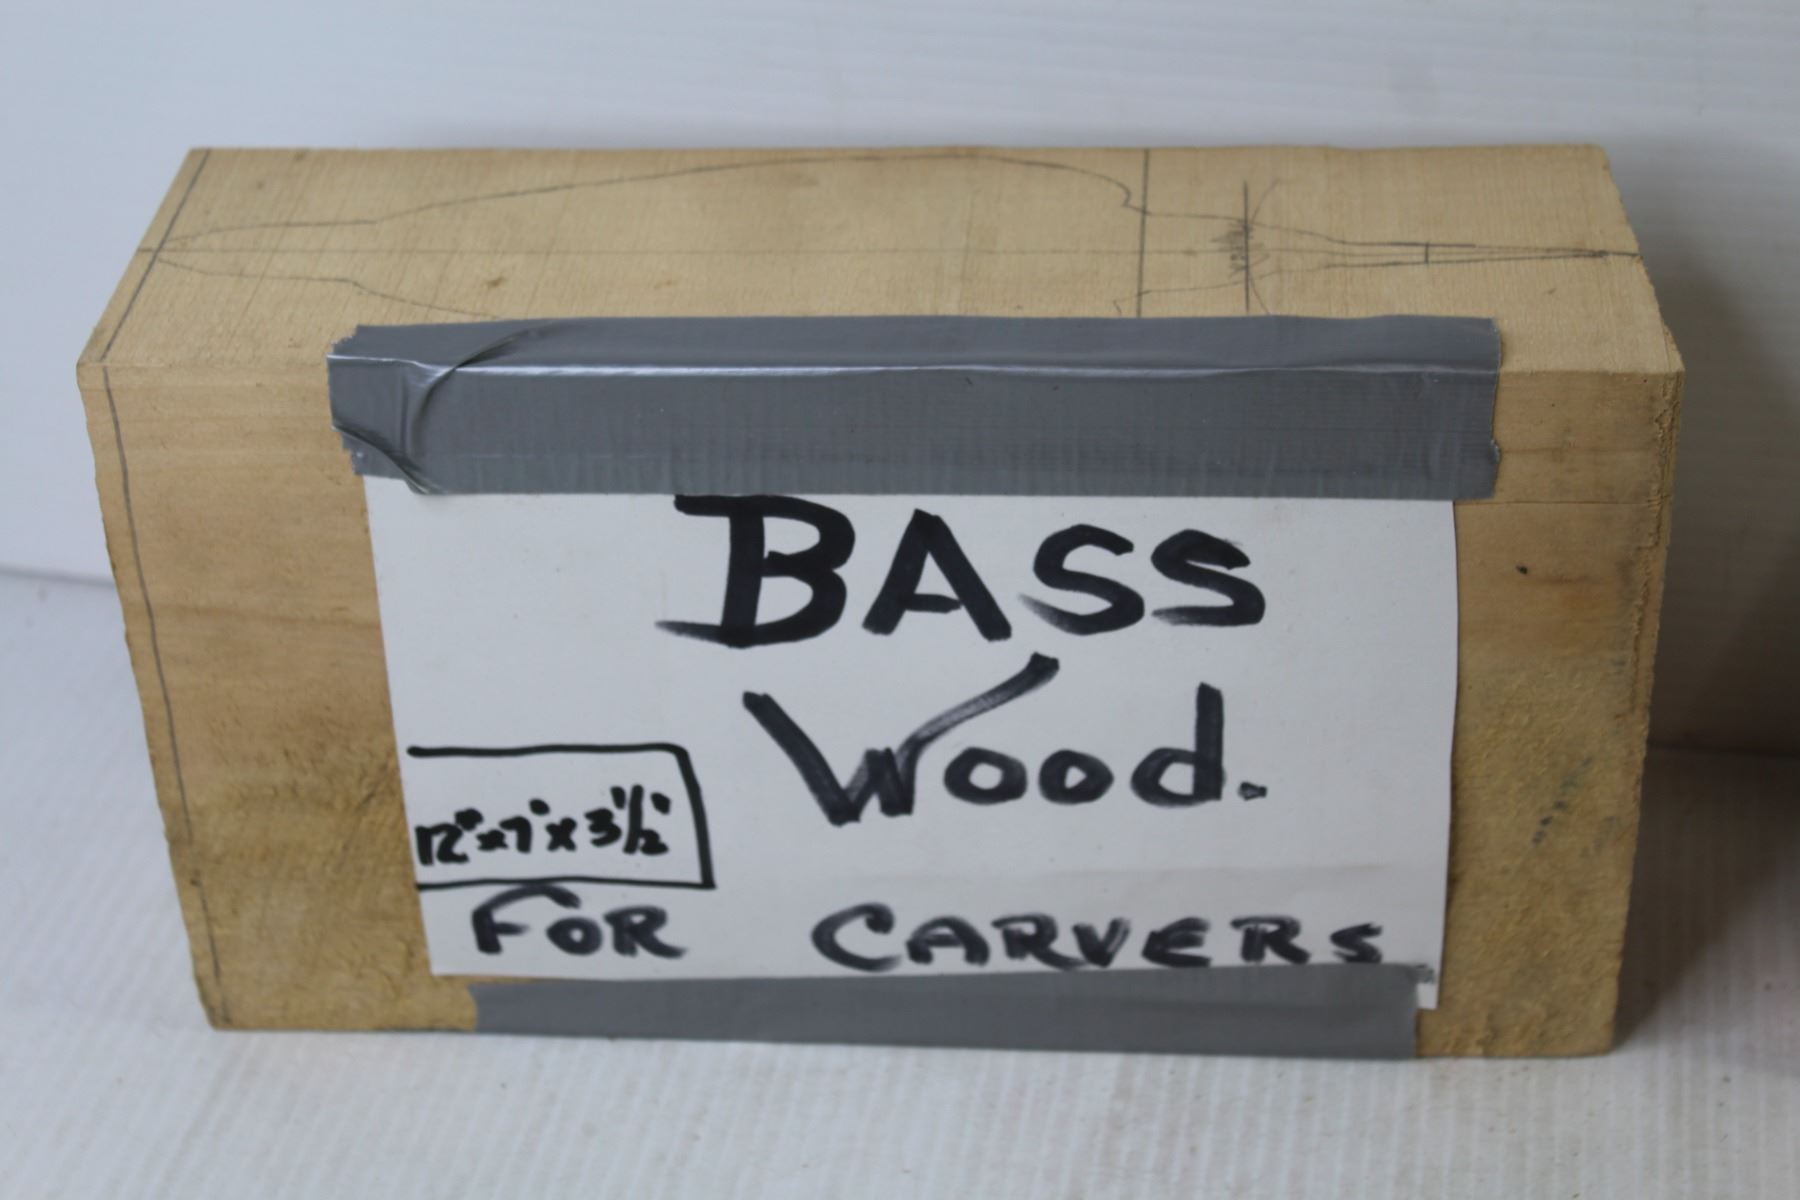 BASS
Wood.
12"x7"x3½"
FOR CARVERS